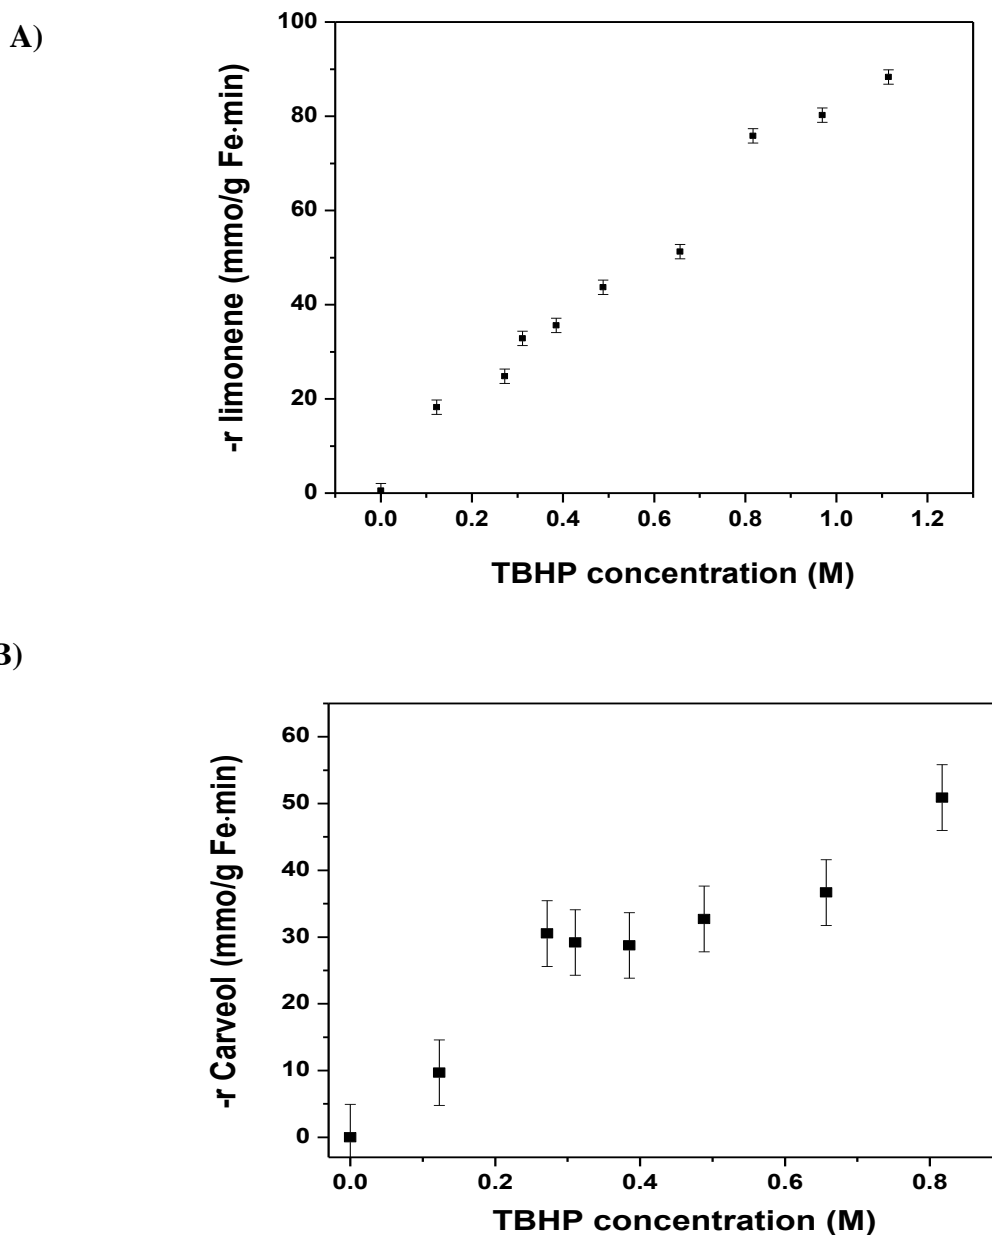 A)
-r limonene (mmo/g Fe·min)
100
80
60
40
20
0
0.0 0.2 0.4 0.6 0.8 1.0 1.2
TBHP concentration (M)
B)
-r Carveol (mmo/g Fe·min)
60
50
40
30
20
10
0
0.0 0.2 0.4 0.6 0.8
TBHP concentration (M)